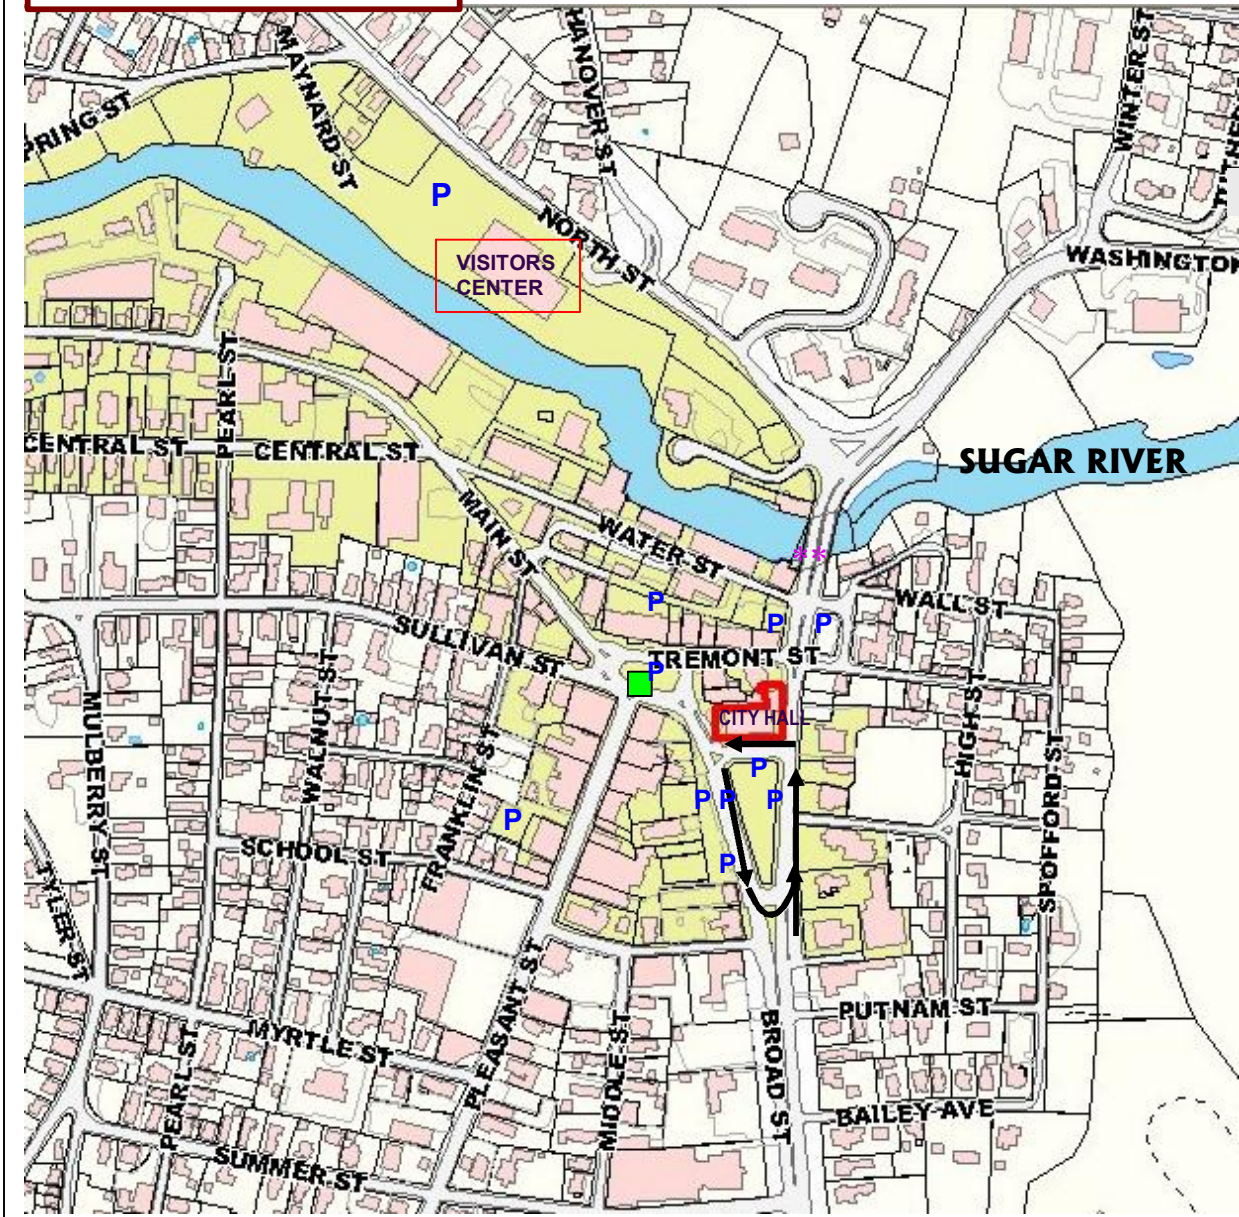 MAYNARD ST
HANOVER ST
WINTER ST
PRING ST
P
NORTH ST
VISITORS
CENTER
WASHINGTON
PEARL ST
CENTRAL ST
CENTRAL ST
SUGAR RIVER
MAIN ST
WATER ST
**
WALL ST
P
P
P
SULLIVAN ST
TREMONT ST
P
CITY HALL
MULBERRY ST
WALNUT ST
HIGH ST
SPOFFORD ST
P
P
P
P
P
FRANKLIN ST
SCHOOL ST
P
TYLER ST
PLEASANT ST
PUTNAM ST
MYRTLE ST
MIDDLE ST
BROAD ST
PEARL ST
BAILEY AVE
SUMMER ST